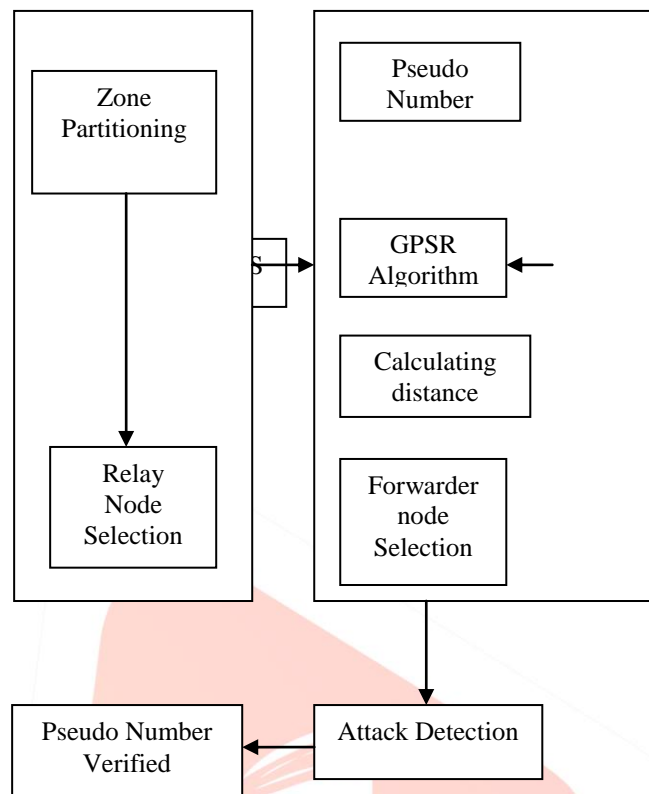 Zone
Partitioning
Relay
Node
Selection
Pseudo
Number
GPSR
Algorithm
Calculating
distance
Forwarder
node
Selection
Attack Detection
Pseudo Number
Verified